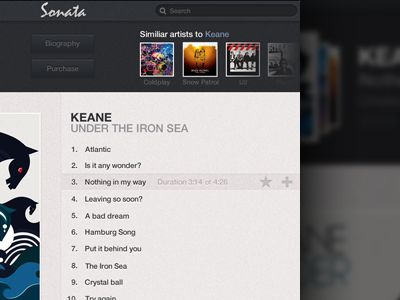 Sonata
Search
Biography
Purchase
Similiar artists to Keane
Coldplay
Snow Patrol
U2
KEANE
UNDER THE IRON SEA
1. Atlantic
2. Is it any wonder?
3. Nothing in my way Duration 3:14 of 4:26
4. Leaving so soon?
5. A bad dream
6. Hamburg Song
7. Put it behind you
8. The Iron Sea
9. Crystal ball
10. Try again